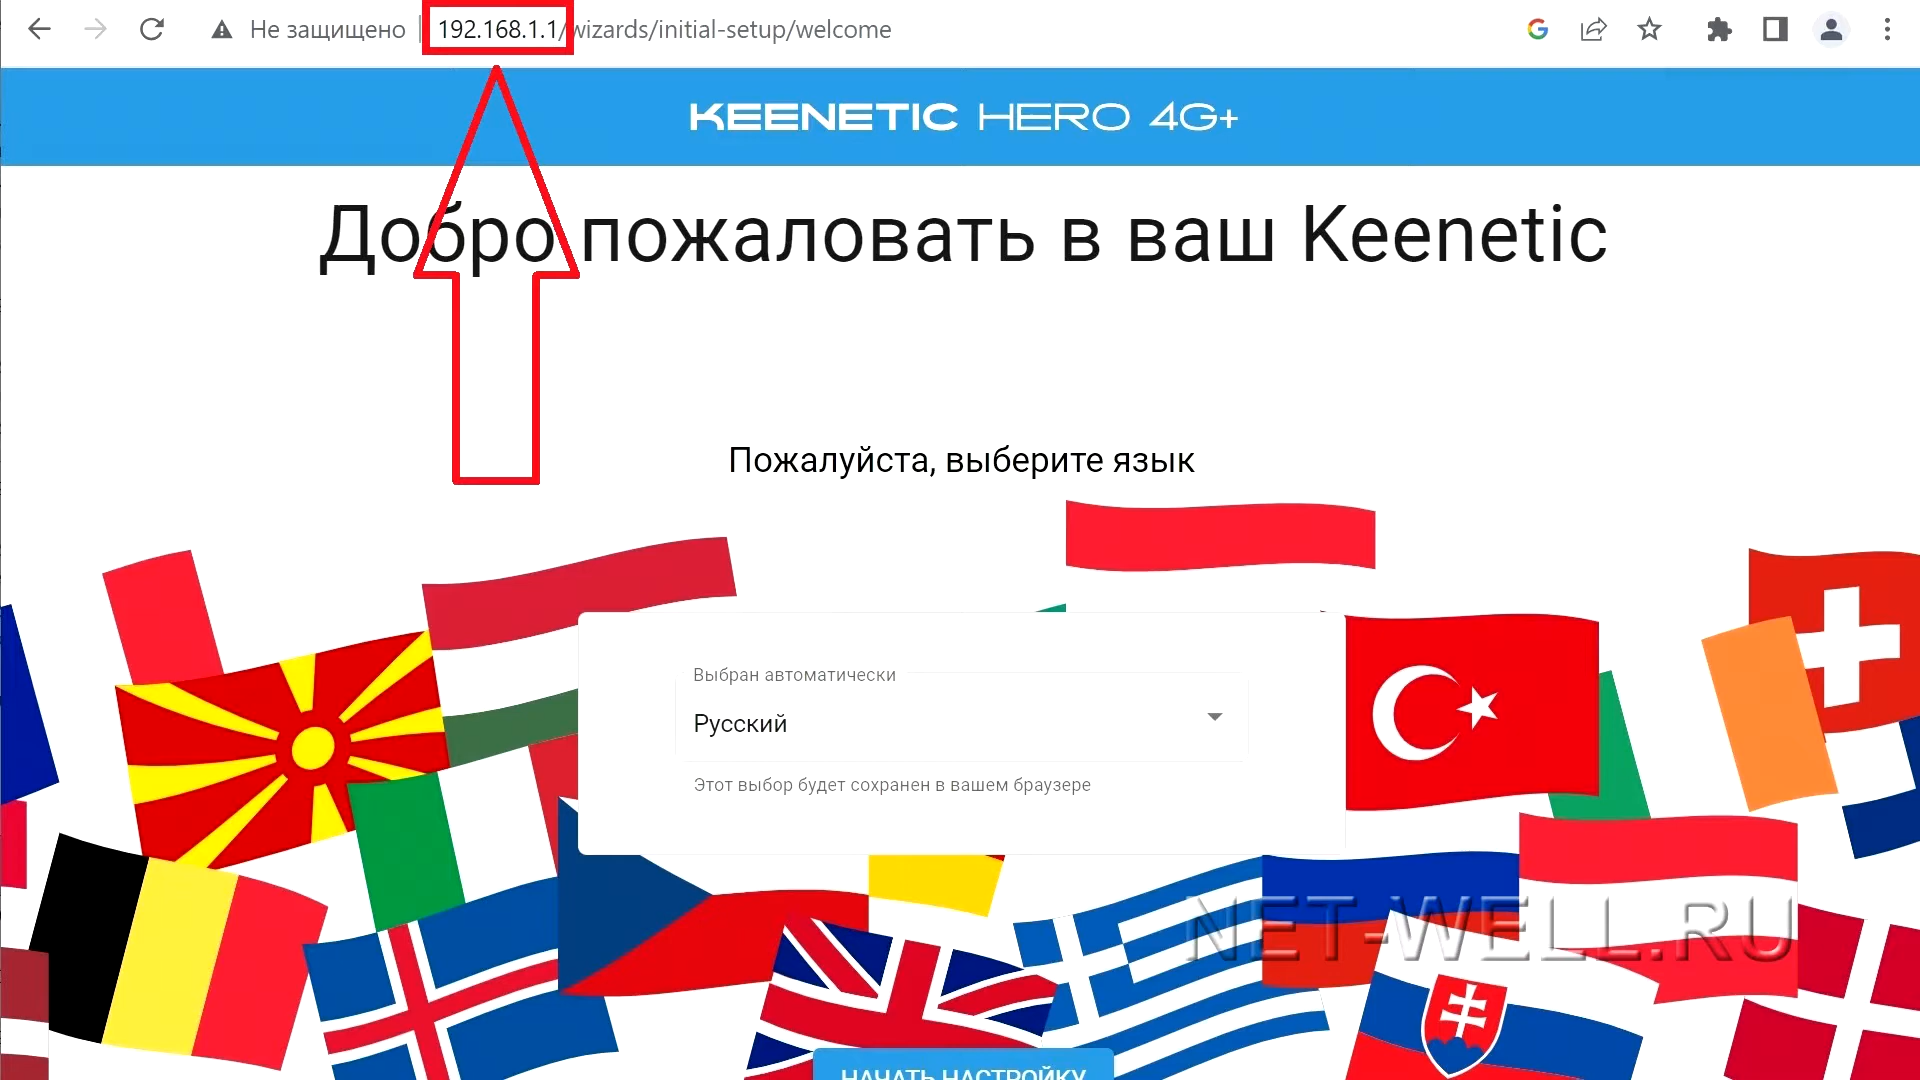 Не защищено 192.168.1.1/wizards/initial-setup/welcome
KEENETIC HERO 4G+
Добро пожаловать в ваш Keenetic
Пожалуйста, выберите язык
Выбран автоматически
Русский
Этот выбор будет сохранен в вашем браузере
NET-WELL.RU
НАЧАТЬ НАСТРОЙКУ